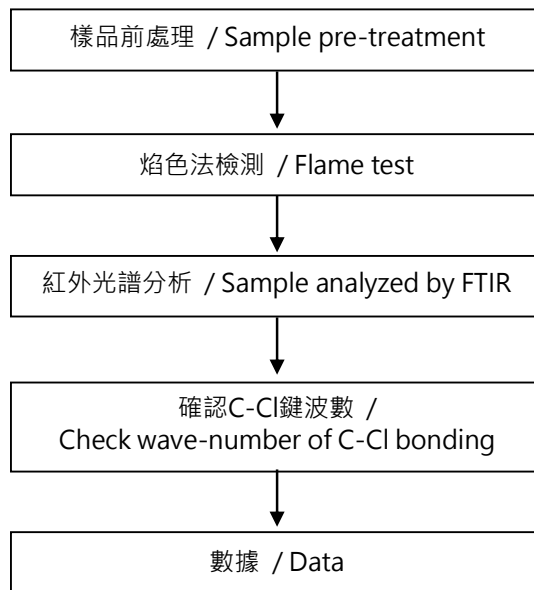 樣品前處理 / Sample pre-treatment
焰色法檢測 / Flame test
紅外光譜分析 / Sample analyzed by FTIR
確認C-Cl鍵波數 /
Check wave-number of C-Cl bonding
數據 / Data